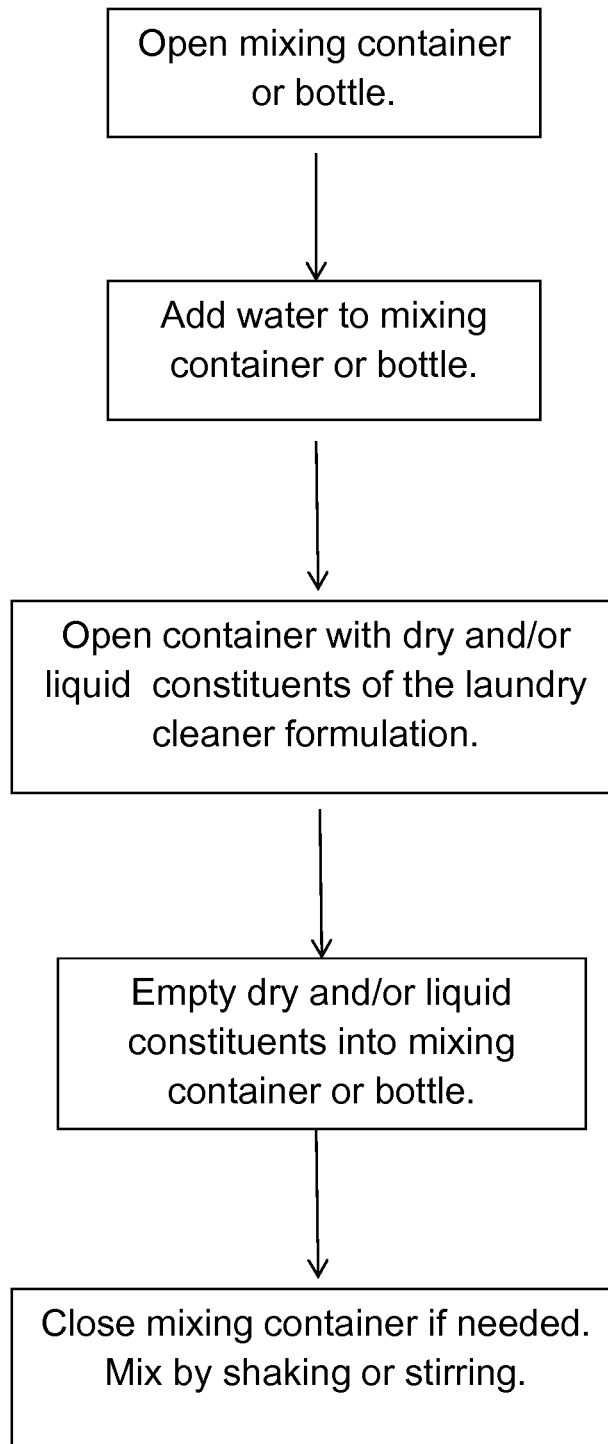 Open mixing container
or bottle.
Add water to mixing
container or bottle.
Open container with dry and/or
liquid  constituents of the laundry
cleaner formulation.
Empty dry and/or liquid
constituents into mixing
container or bottle.
Close mixing container if needed.
Mix by shaking or stirring.